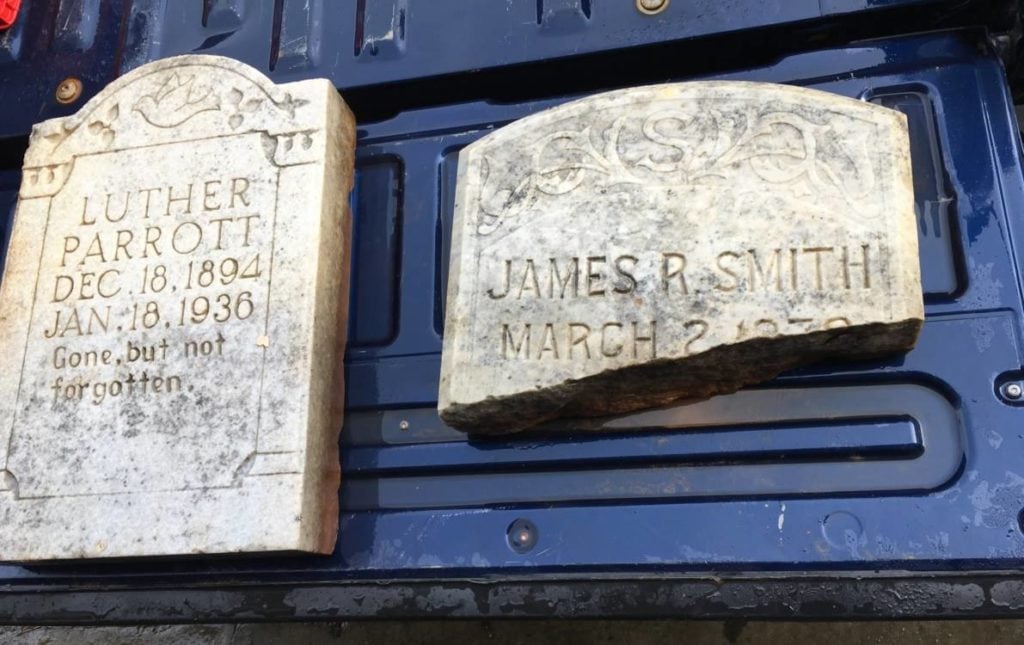 LUTHER
PARROTT
DEC. 18, 1894
JAN. 18, 1936
Gone, but not
forgotten.
S
JAMES R. SMITH
MARCH 2